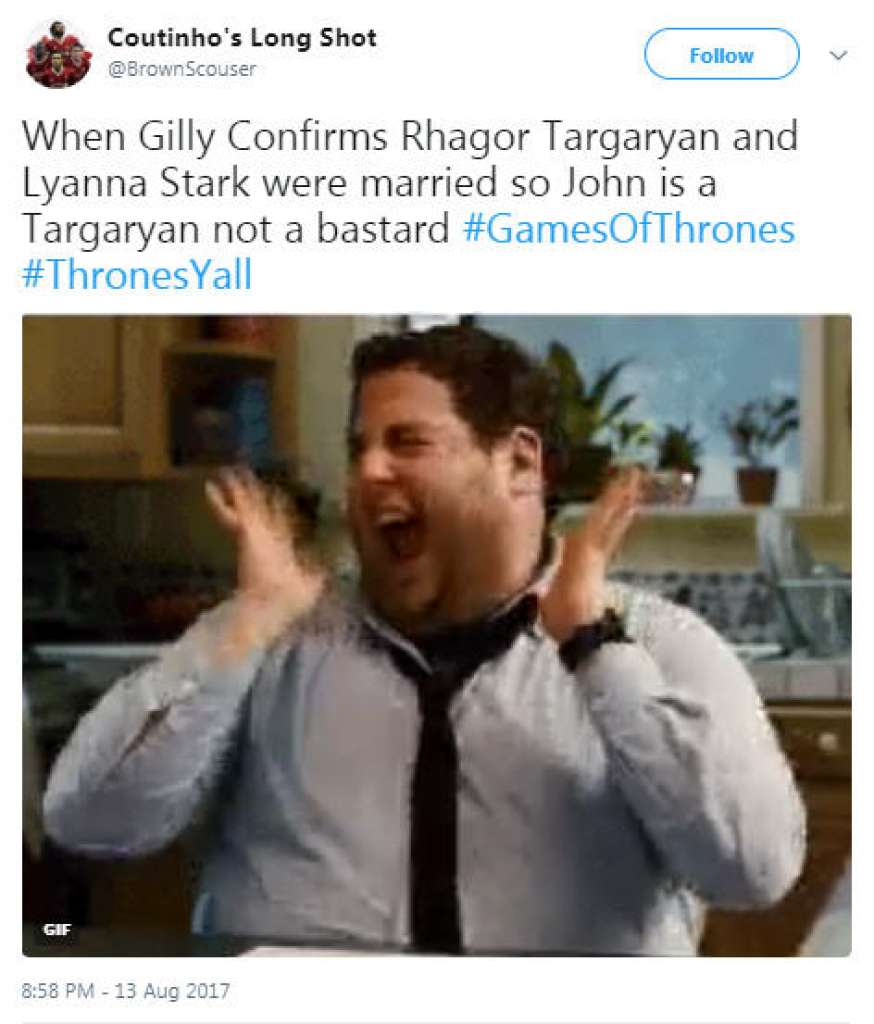 Coutinho's Long Shot
@BrownScouser
Follow
When Gilly Confirms Rhagor Targaryan and
Lyanna Stark were married so John is a
Targaryan not a bastard #GamesOfThrones
#ThronesYall
GIF
8:58 PM - 13 Aug 2017